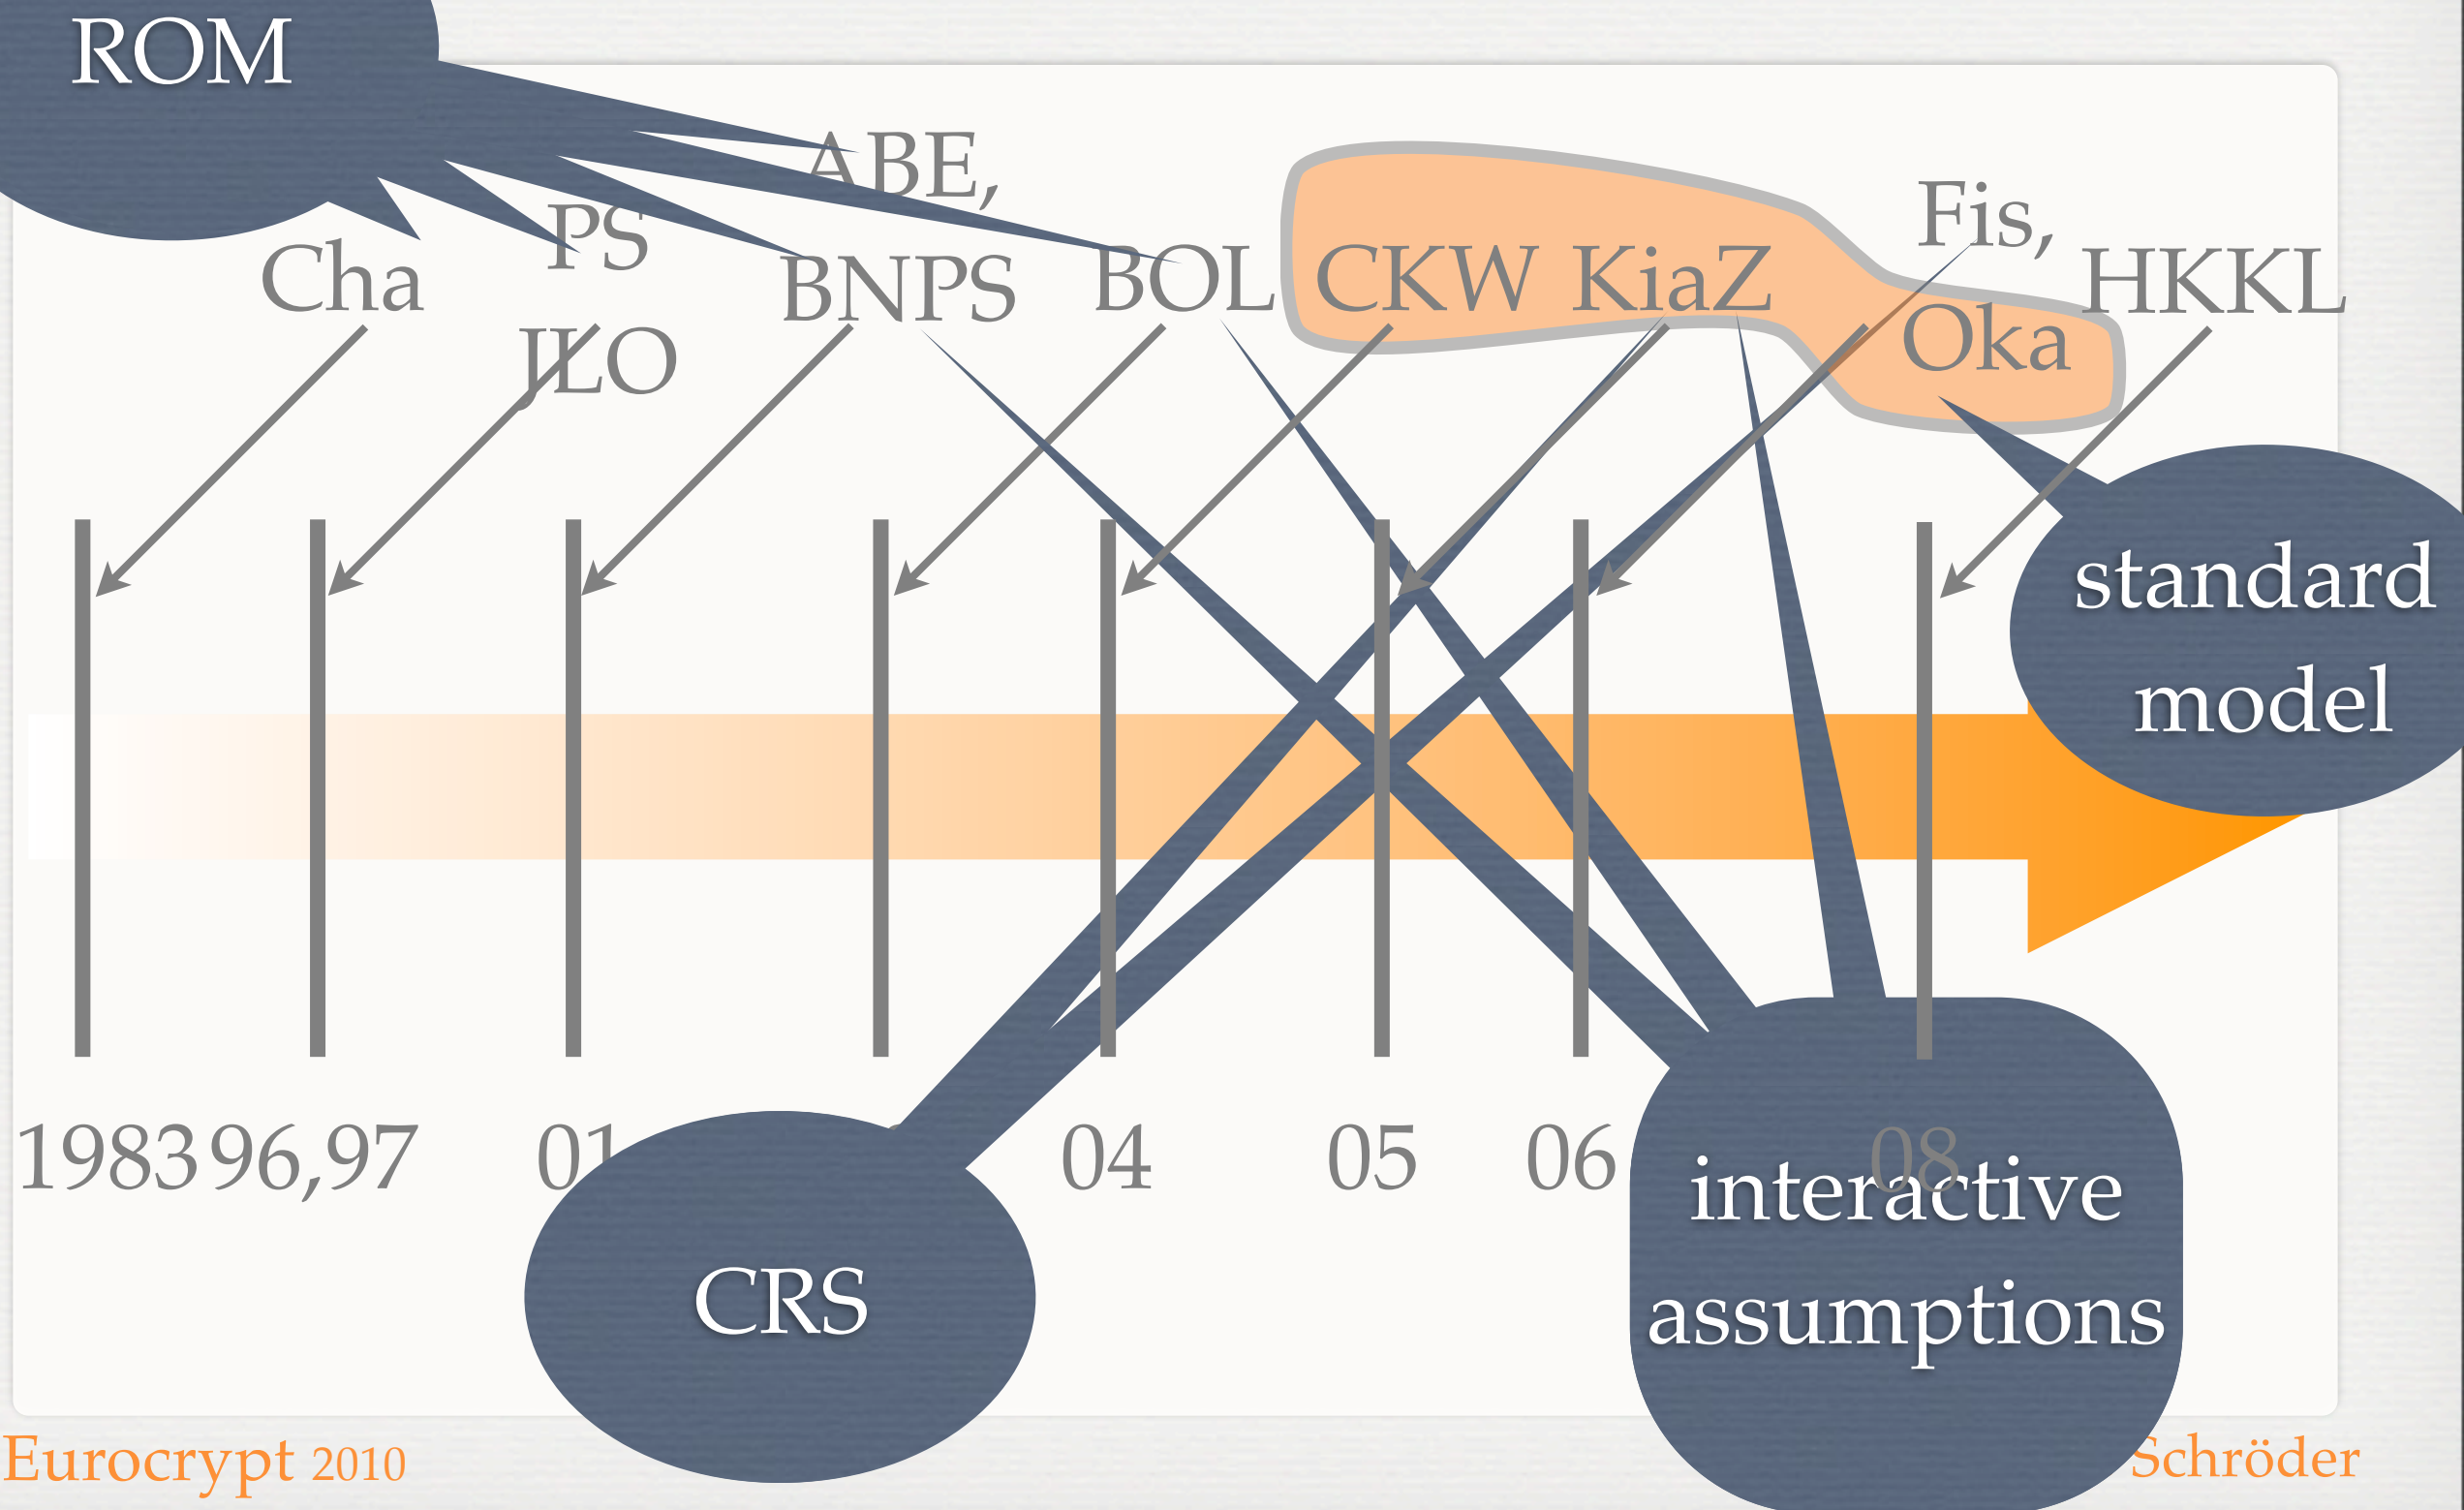 ROM
ABE,
Cha
PS
BNPS
BOL
CKW
KiaZ
Fis,
HKKL
JLO
Oka
standard
model
1983
96,97
01
04
05
06
08
interactive
assumptions
CRS
Eurocrypt 2010
Schröder